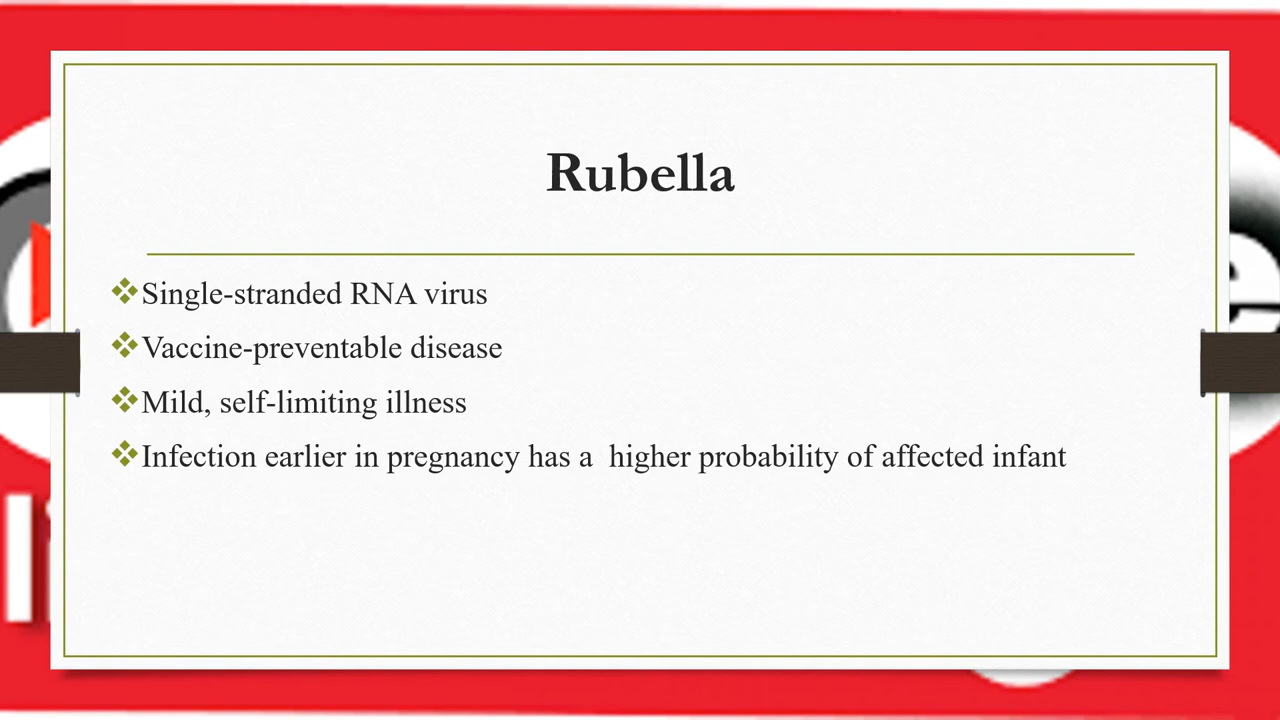 Rubella
Single-stranded RNA virus
Vaccine-preventable disease
Mild, self-limiting illness
Infection earlier in pregnancy has a  higher probability of affected infant